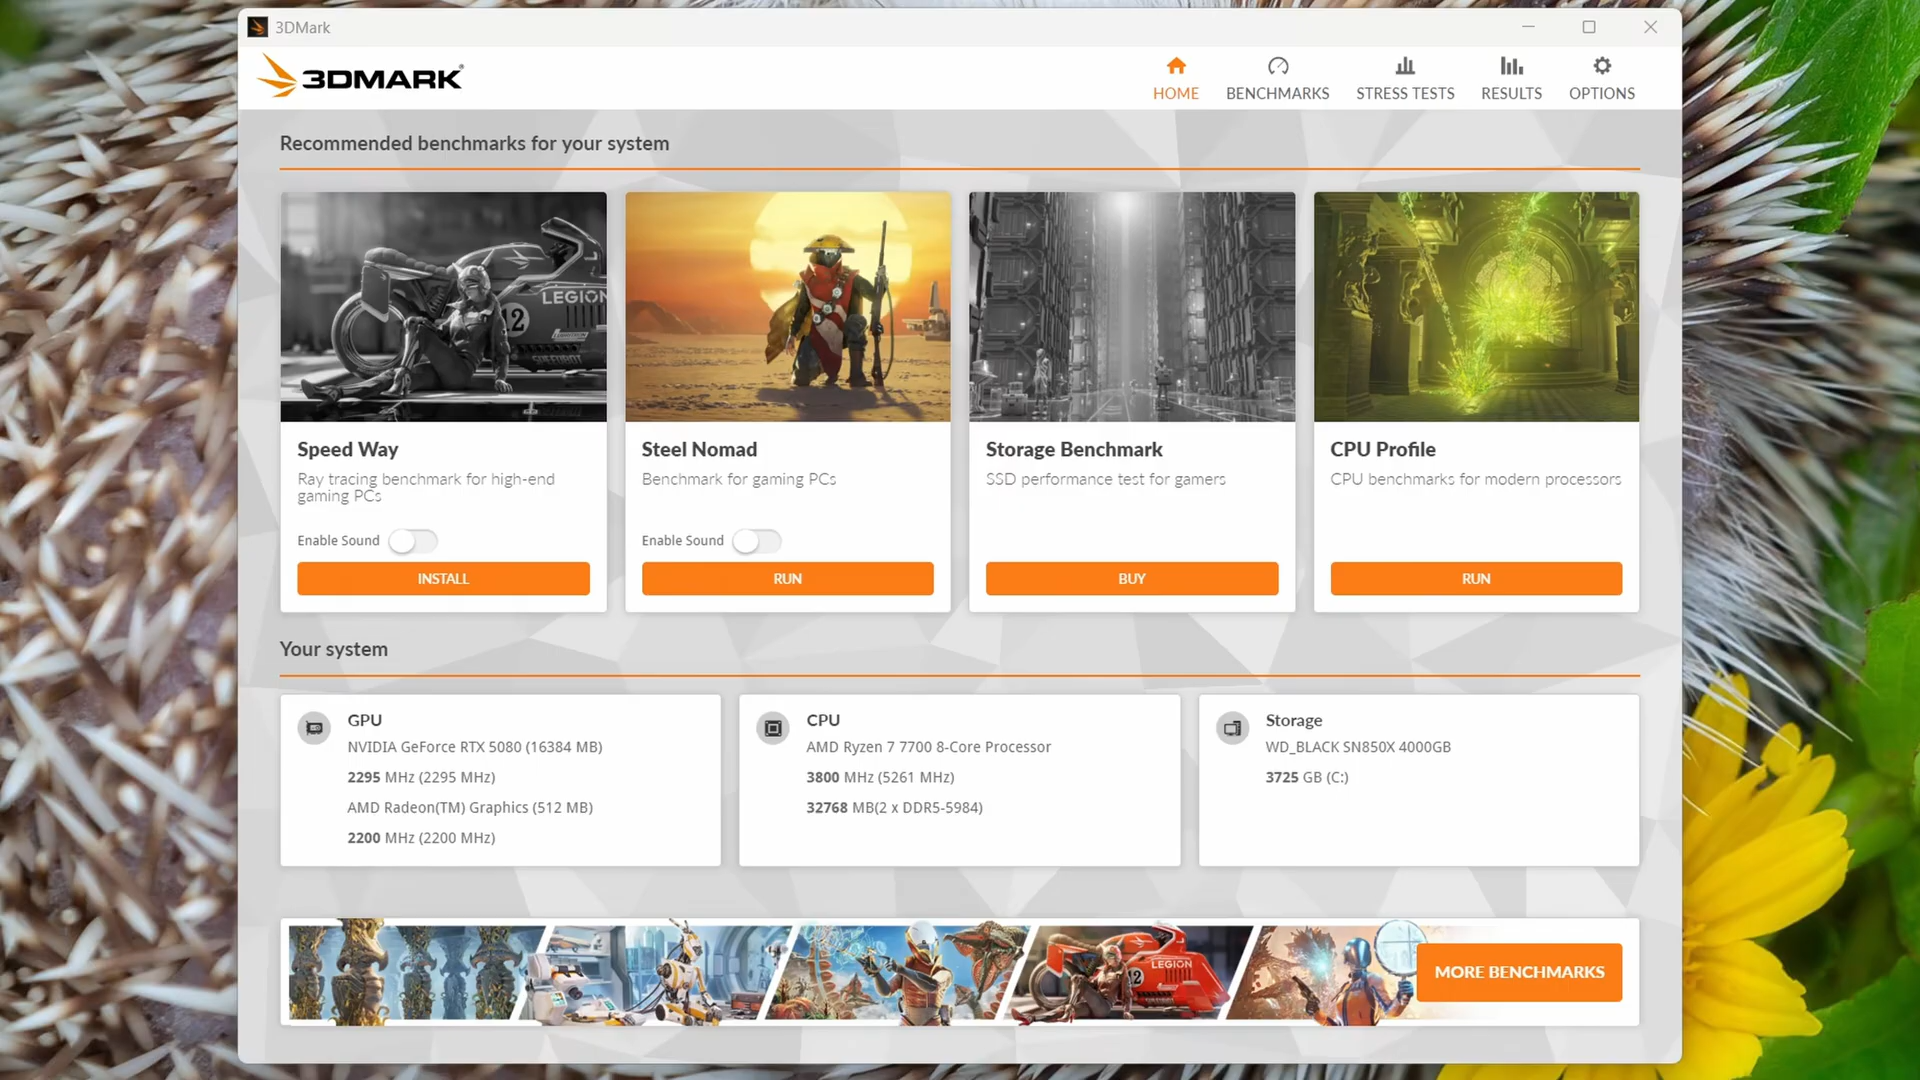 3DMark
3DMARK
HOME
BENCHMARKS
STRESS TESTS
RESULTS
OPTIONS
Recommended benchmarks for your system
LEGION
12
SPEEDBOT
Speed Way
Ray tracing benchmark for high-end
gaming PCs
Enable Sound
INSTALL
Steel Nomad
Benchmark for gaming PCs
Enable Sound
RUN
Storage Benchmark
SSD performance test for gamers
BUY
CPU Profile
CPU benchmarks for modern processors
RUN
Your system
GPU
NVIDIA GeForce RTX 5080 (16384 MB)
2295 MHz (2295 MHz)
AMD Radeon(TM) Graphics (512 MB)
2200 MHz (2200 MHz)
CPU
AMD Ryzen 7 7700 8-Core Processor
3800 MHz (5261 MHz)
32768 MB(2 x DDR5-5984)
Storage
WD_BLACK SN850X 4000GB
3725 GB (C:)
LEGION
12
MORE BENCHMARKS